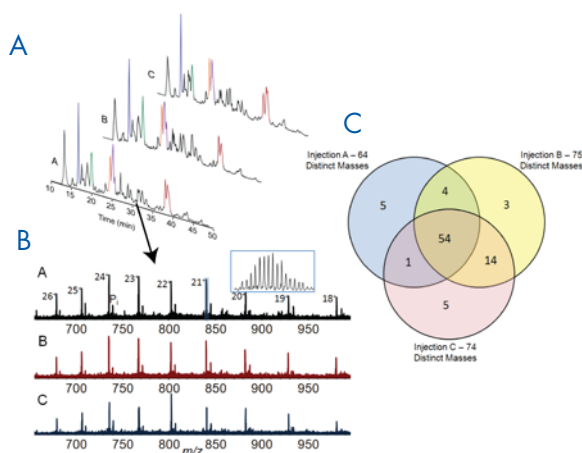 A
C
B
A
10 15 20 25 30 35 40 45 50
Time (min)
C
Injection A – 64
Distinct Masses
Injection B – 75
Distinct Masses
5
4
3
54
1
14
5
Injection C – 74
Distinct Masses
B
A
26 25 24 23 22 21 20 19 18
Pi
700 750 800 850 900 950
B
700 750 800 850 900 950
C
700 750 800 850 900 950
m/z